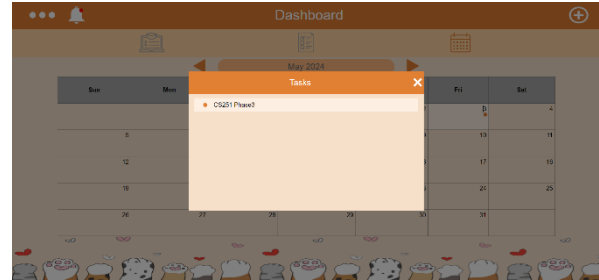 Dashboard
May 2024
Tasks
Sun Mon Fri Sat
CS251 Phase3
3 4
5 10 11
12 17 18
19 24 25
26 27 28 29 30 31